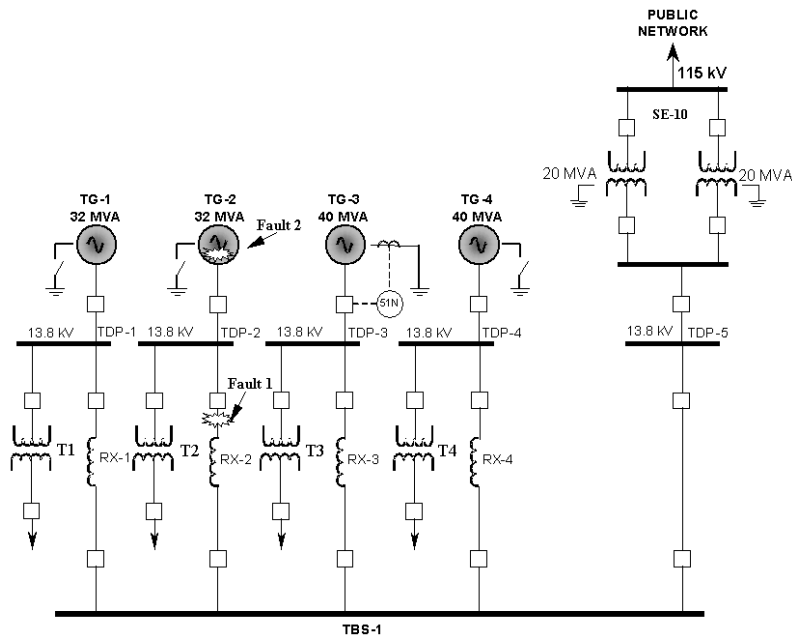 PUBLIC
NETWORK
115 kV
SE-10
20 MVA
20 MVA
TG-1
32 MVA
TG-2
32 MVA
TG-3
40 MVA
TG-4
40 MVA
Fault 2
51N
13.8 kV
TDP-1
13.8 kV
TDP-2
13.8 kV
TDP-3
13.8 kV
TDP-4
13.8 kV
TDP-5
Fault 1
T1
RX-1
T2
RX-2
T3
RX-3
T4
RX-4
TBS-1